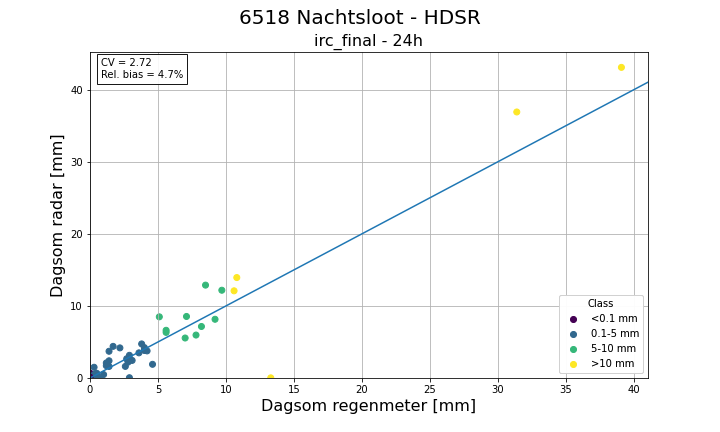 6518 Nachtsloot - HDSR
irc_final - 24h
CV = 2.72
Rel. bias = 4.7%
Dagsom radar [mm]
40
30
20
10
0
0 5 10 15 20 25 30 35 40
Dagsom regenmeter [mm]
Class
<0.1 mm
0.1-5 mm
5-10 mm
>10 mm